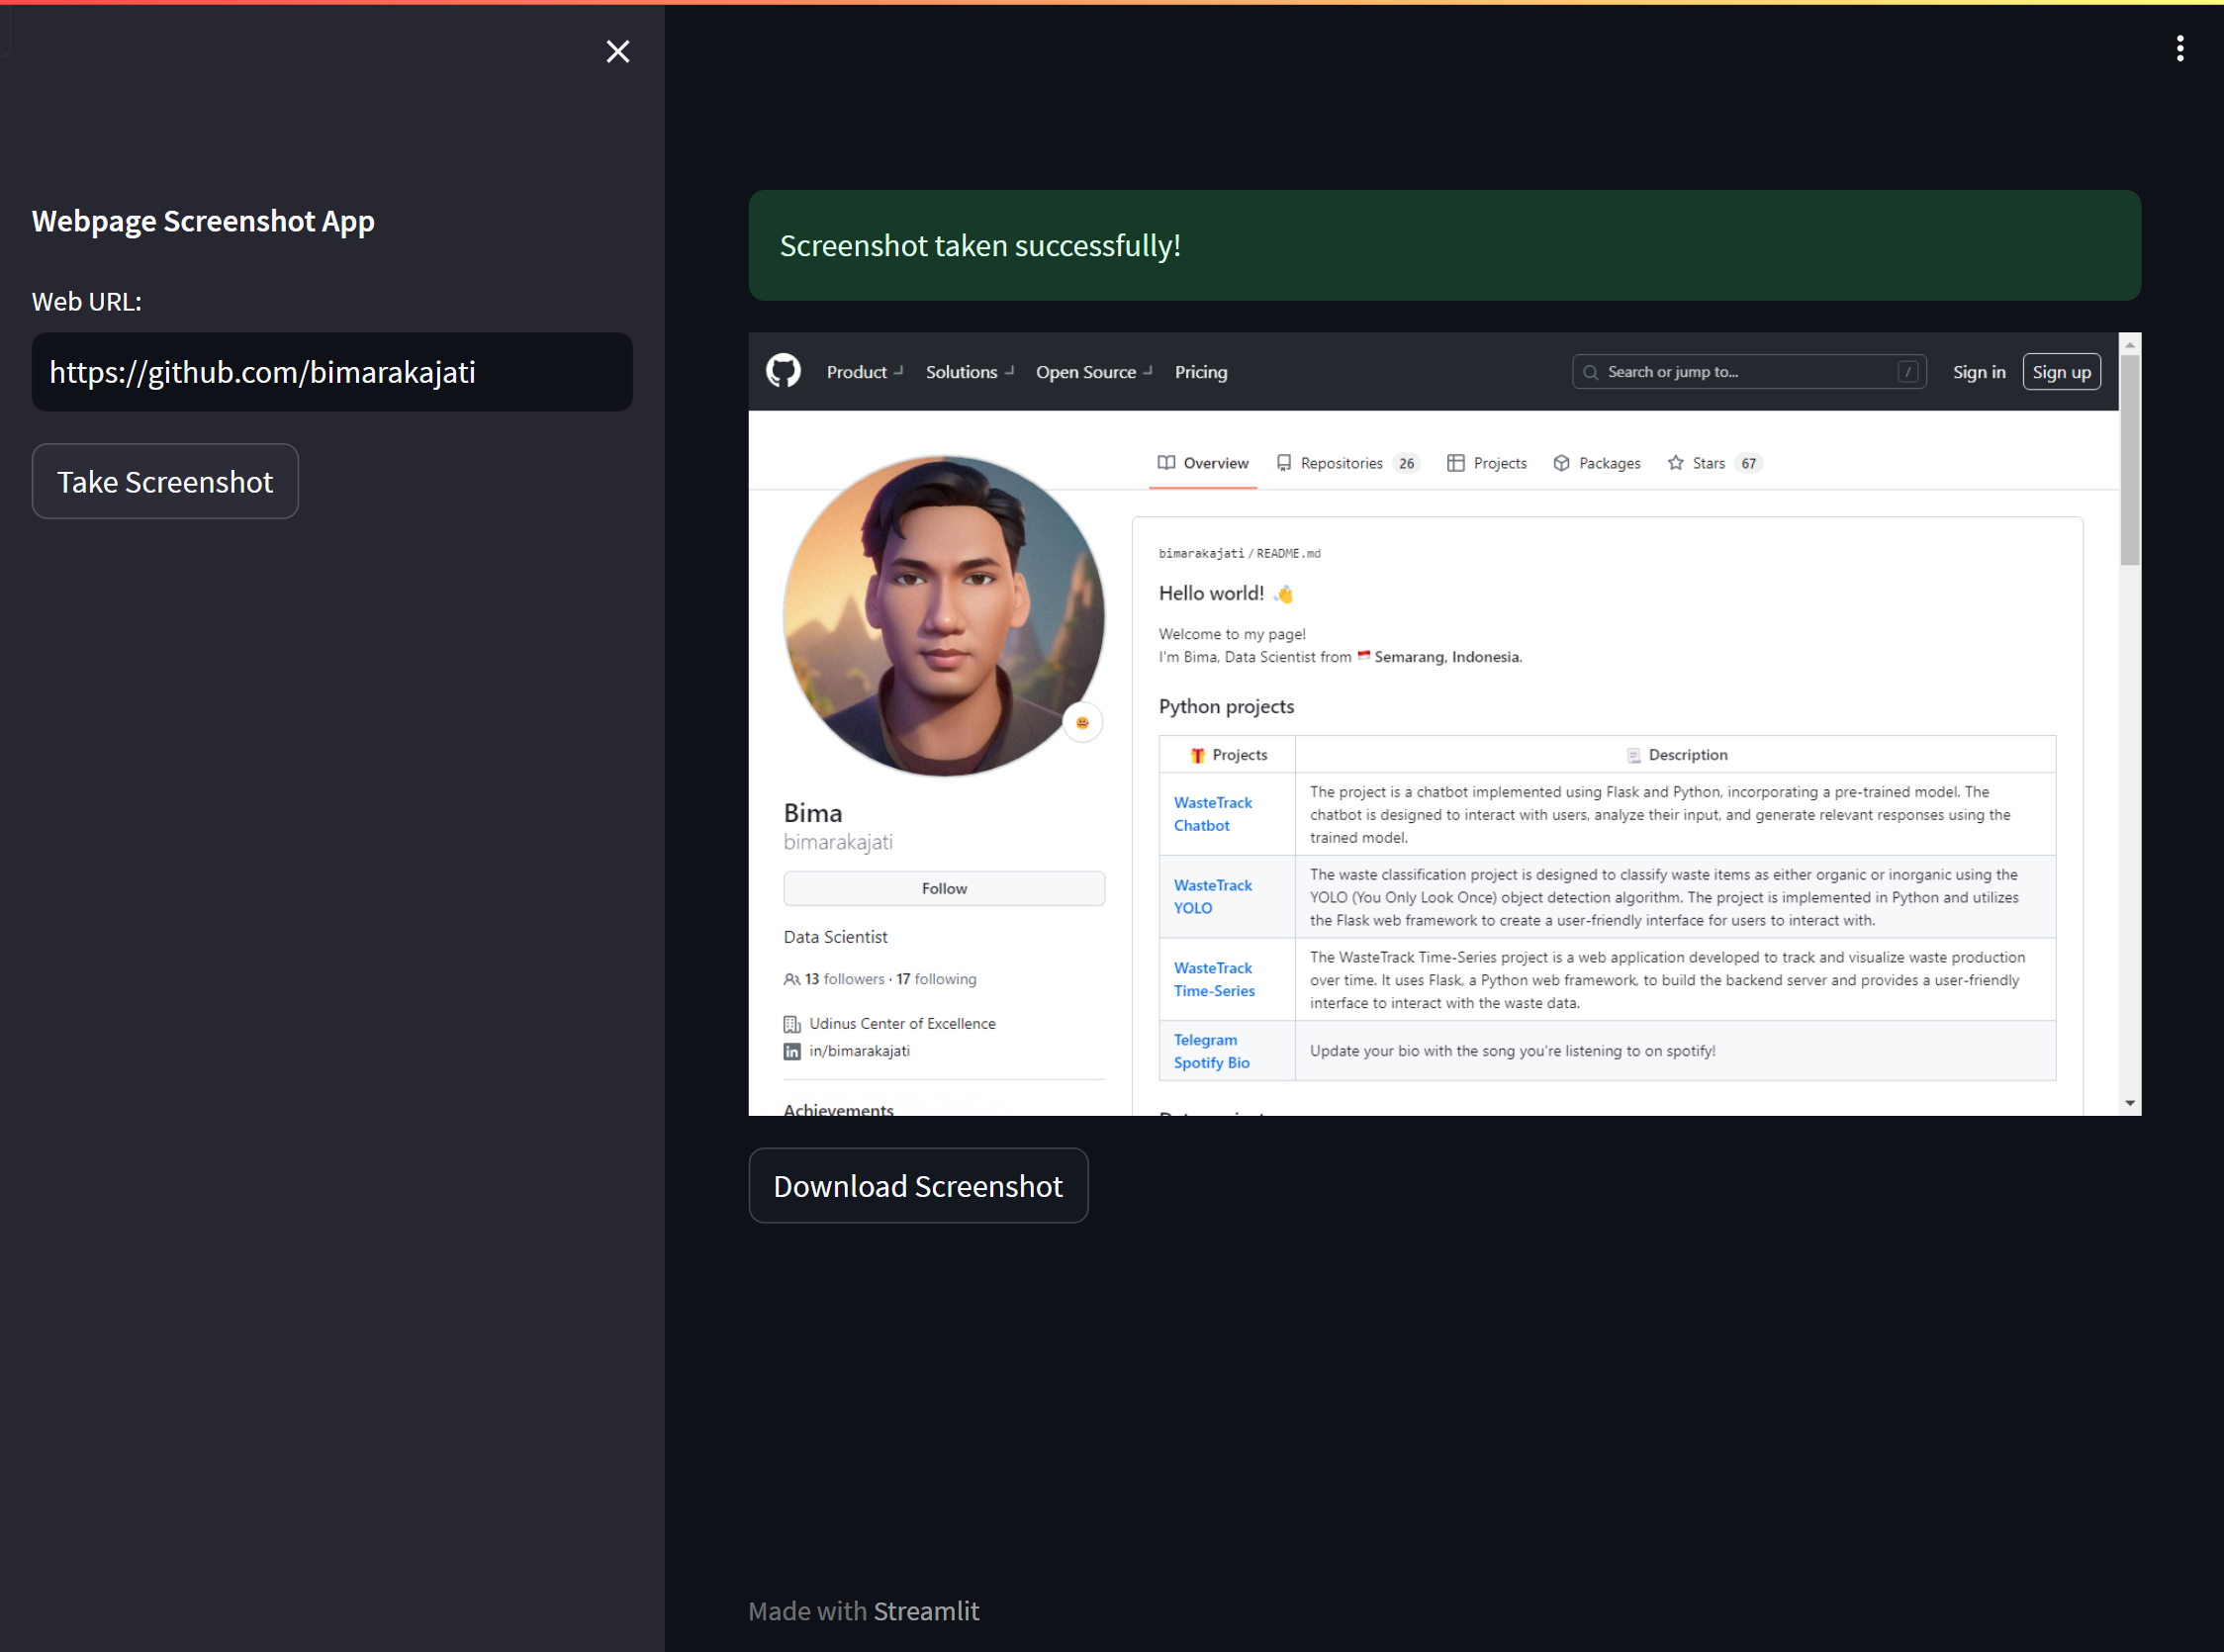 Webpage Screenshot App
Web URL:
https://github.com/bimarakajati
Take Screenshot
Screenshot taken successfully!
Product Solutions Open Source Pricing Search or jump to... / Sign in Sign up
Overview Repositories 26 Projects Packages Stars 67
Bima
bimarakajati
Follow
Data Scientist
13 followers · 17 following
Udinus Center of Excellence
in/bimarakajati
Achievements
bimarakajati / README.md
Hello world! 👋
Welcome to my page!
I'm Bima, Data Scientist from 🇮🇩 Semarang, Indonesia.
Python projects
🎁 Projects 📃 Description
WasteTrack
Chatbot
The project is a chatbot implemented using Flask and Python, incorporating a pre-trained model. The
chatbot is designed to interact with users, analyze their input, and generate relevant responses using the
trained model.
WasteTrack
YOLO
The waste classification project is designed to classify waste items as either organic or inorganic using the
YOLO (You Only Look Once) object detection algorithm. The project is implemented in Python and utilizes
the Flask web framework to create a user-friendly interface for users to interact with.
WasteTrack
Time-Series
The WasteTrack Time-Series project is a web application developed to track and visualize waste production
over time. It uses Flask, a Python web framework, to build the backend server and provides a user-friendly
interface to interact with the waste data.
Telegram
Spotify Bio
Update your bio with the song you're listening to on spotify!
Download Screenshot
Made with Streamlit